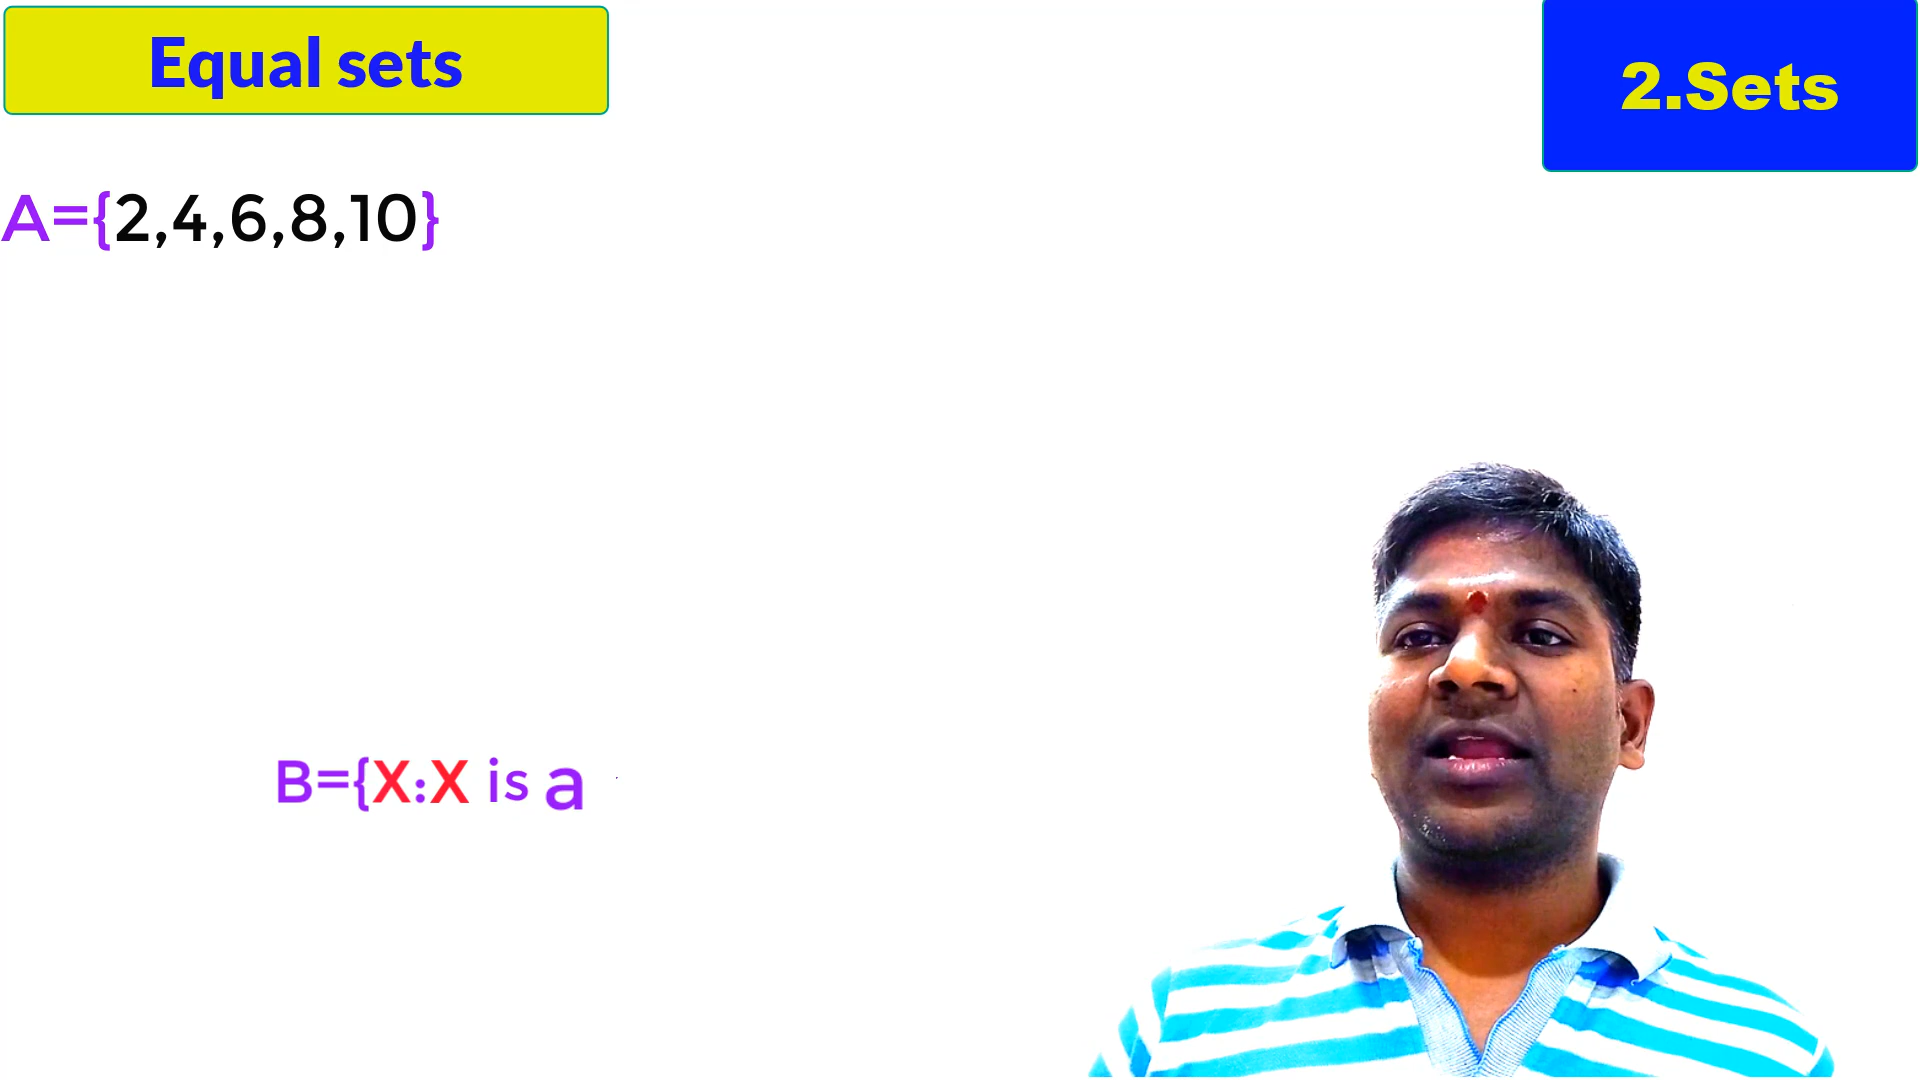 Equal sets
2.Sets
A={2,4,6,8,10}
B={X:X is a